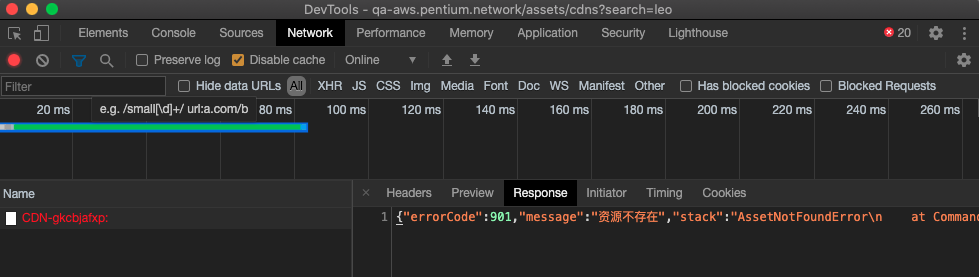 DevTools - qa-aws.pentium.network/assets/cdns?search=leo
Elements Console Sources Network Performance Memory Application Security Lighthouse 20
Preserve log Disable cache Online
Filter Hide data URLs All XHR JS CSS Img Media Font Doc WS Manifest Other Has blocked cookies Blocked Requests
20 ms e.g. /small[\d]+/ url:a.com/b 80 ms 100 ms 120 ms 140 ms 160 ms 180 ms 200 ms 220 ms 240 ms 260 ms
Name × Headers Preview Response Initiator Timing Cookies
CDN-gkcbjafxp: 1 {"errorCode":901,"message":"资源不存在","stack":"AssetNotFoundError\n    at Comman